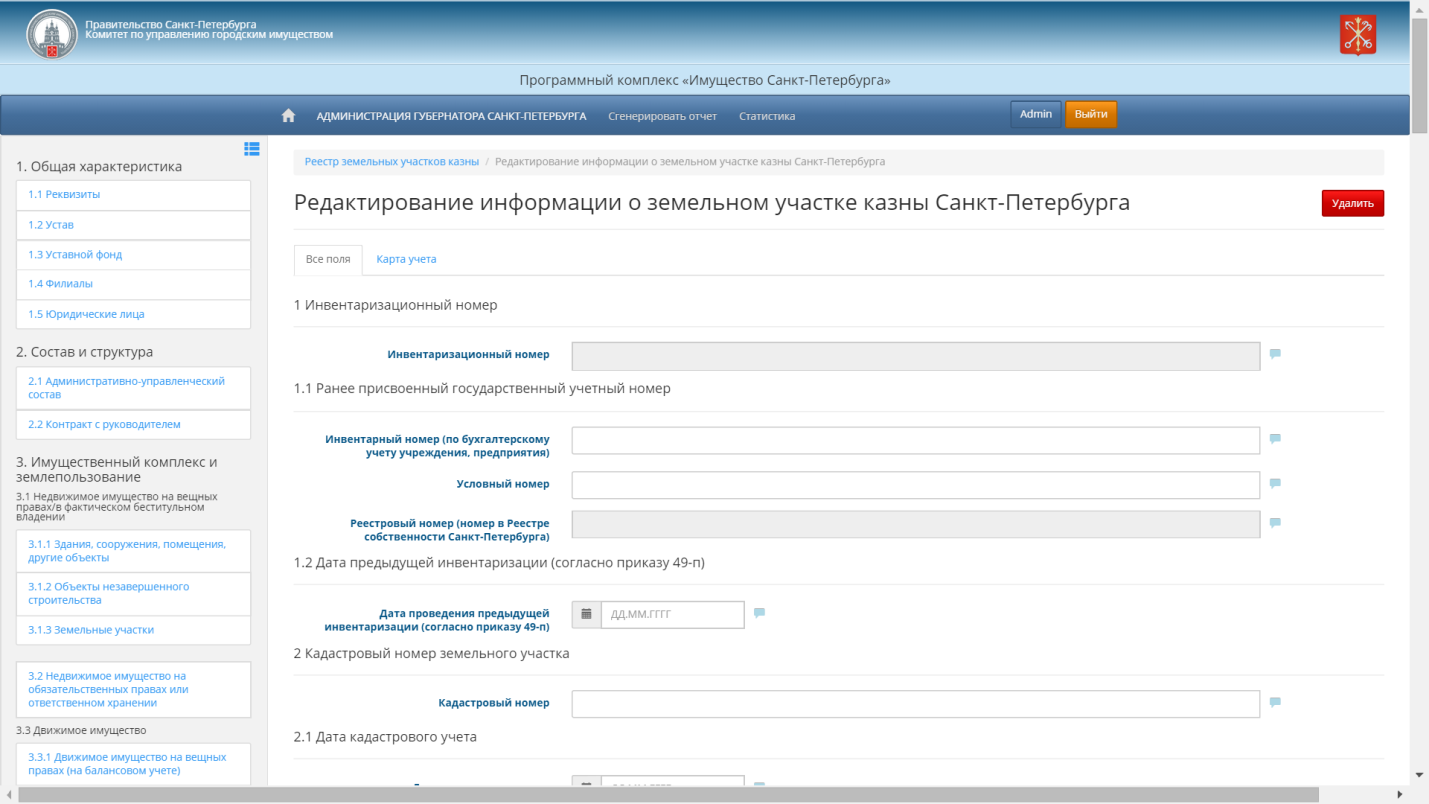 Правительство Санкт-Петербурга
Комитет по управлению городским имуществом
Программный комплекс «Имущество Санкт-Петербурга»
АДМИНИСТРАЦИЯ ГУБЕРНАТОРА САНКТ-ПЕТЕРБУРГА Сгенерировать отчет Статистика Admin Выйти
1. Общая характеристика
1.1 Реквизиты
1.2 Устав
1.3 Уставной фонд
1.4 Филиалы
1.5 Юридические лица
2. Состав и структура
2.1 Административно-управленческий
состав
2.2 Контракт с руководителем
3. Имущественный комплекс и
землепользование
3.1 Недвижимое имущество на вещных
правах/в фактическом беститульном
владении
3.1.1 Здания, сооружения, помещения,
другие объекты
3.1.2 Объекты незавершенного
строительства
3.1.3 Земельные участки
3.2 Недвижимое имущество на
обязательственных правах или
ответственном хранении
3.3 Движимое имущество
3.3.1 Движимое имущество на вещных
правах (на балансовом учете)
Реестр земельных участков казны / Редактирование информации о земельном участке казны Санкт-Петербурга
Редактирование информации о земельном участке казны Санкт-Петербурга
Удалить
Все поля Карта учета
1 Инвентаризационный номер
Инвентаризационный номер
1.1 Ранее присвоенный государственный учетный номер
Инвентарный номер (по бухгалтерскому
учету учреждения, предприятия)
Условный номер
Реестровый номер (номер в Реестре
собственности Санкт-Петербурга)
1.2 Дата предыдущей инвентаризации (согласно приказу 49-п)
Дата проведения предыдущей
инвентаризации (согласно приказу 49-п)
ДД.ММ.ГГГГ
2 Кадастровый номер земельного участка
Кадастровый номер
2.1 Дата кадастрового учета